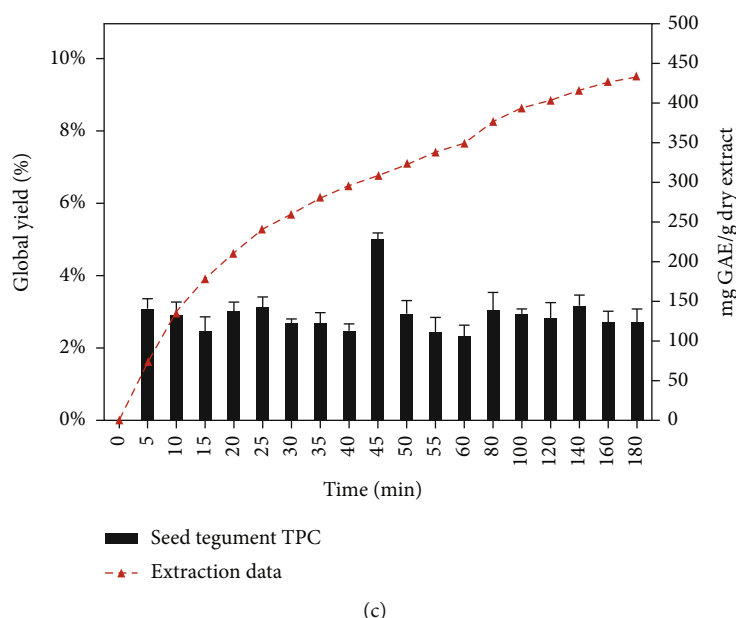 Global yield (%)
10%
8%
6%
4%
2%
0%
500
450
400
350
300
250
200
150
100
50
0
mg GAE/g dry extract
0 5 10 15 20 25 30 35 40 45 50 55 60 80 100 120 140 160 180
Time (min)
Seed tegument TPC
Extraction data
(c)